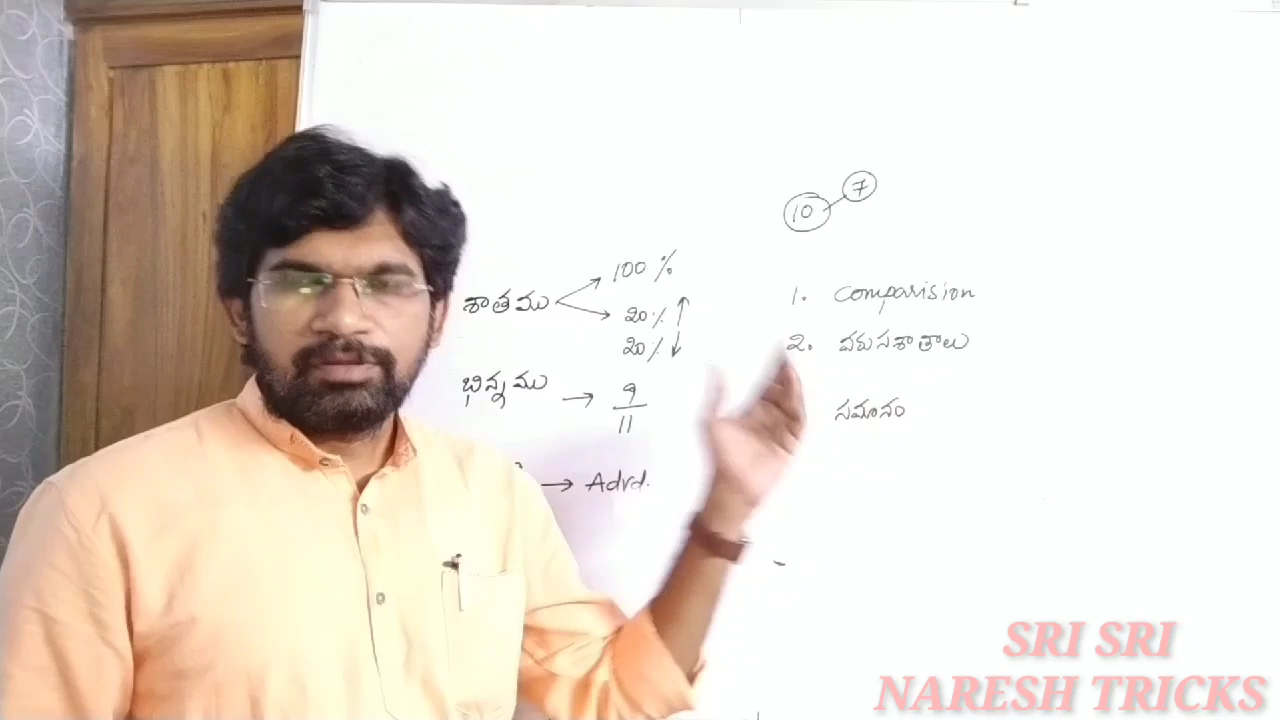 10 7
శాతము
100 %
20 %
20 %
భిన్నము → 9/11
→ Advd.
1. Comparision
2. వరుసశాతాలు
సమానం
SRI SRI
NARESH TRICKS